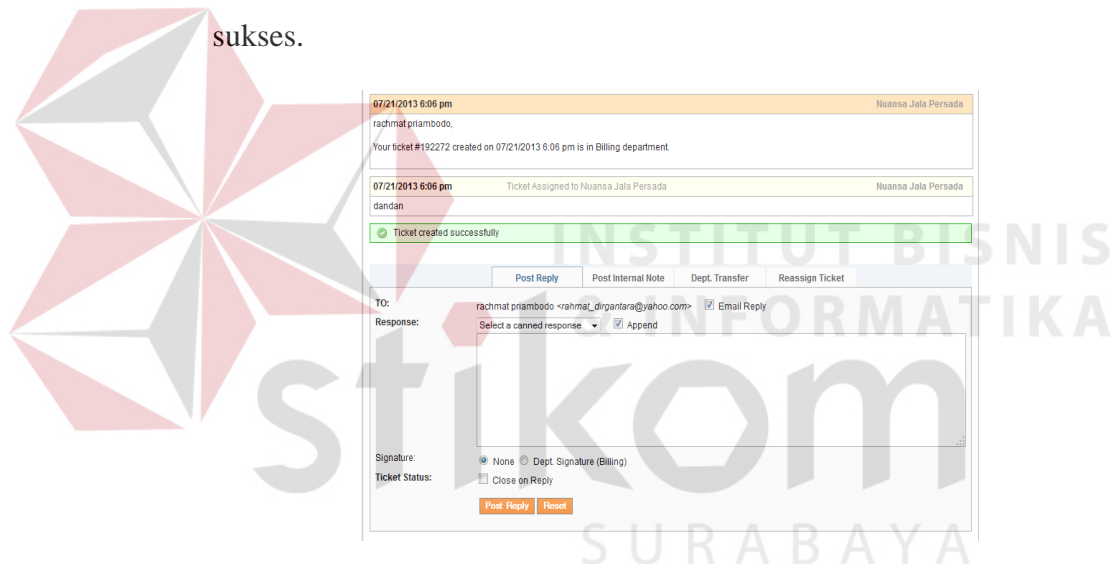 sukses.
07/21/2013 6:06 pm Nuansa Jala Persada
rachmat priambodo,
Your ticket #192272 created on 07/21/2013 6:06 pm is in Billing department.
07/21/2013 6:06 pm Ticket Assigned to Nuansa Jala Persada Nuansa Jala Persada
dandan
Ticket created successfully
INSTITUT BISNIS
Post Reply Post Internal Note Dept. Transfer Reassign Ticket
& INFORMATIKA
TO: rachmat priambodo <rahmat_dirgantara@yahoo.com> Email Reply
Response: Select a canned response Append
stikom
Signature: None Dept. Signature (Billing)
Ticket Status: Close on Reply
Post Reply Reset
SURABAYA